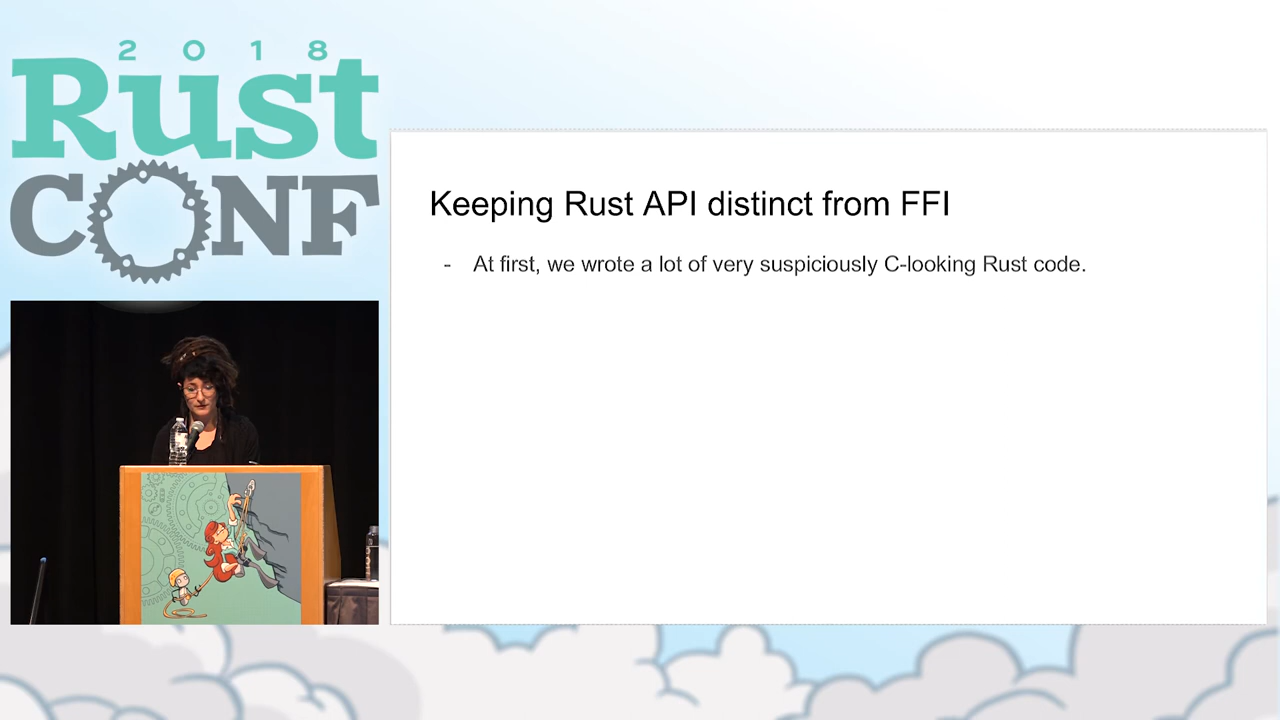 2018
Rust
CONF
Keeping Rust API distinct from FFI
- At first, we wrote a lot of very suspiciously C-looking Rust code.